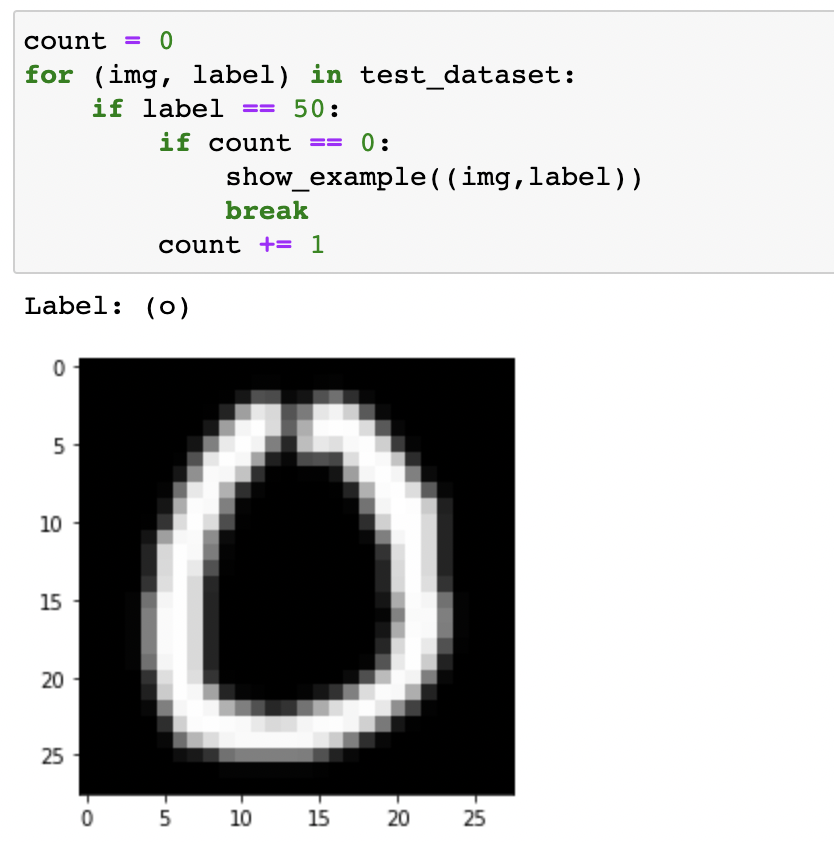 count = 0
for (img, label) in test_dataset:
    if label == 50:
        if count == 0:
            show_example((img,label))
            break
        count += 1
Label: (o)
0
5
10
15
20
25
0 5 10 15 20 25